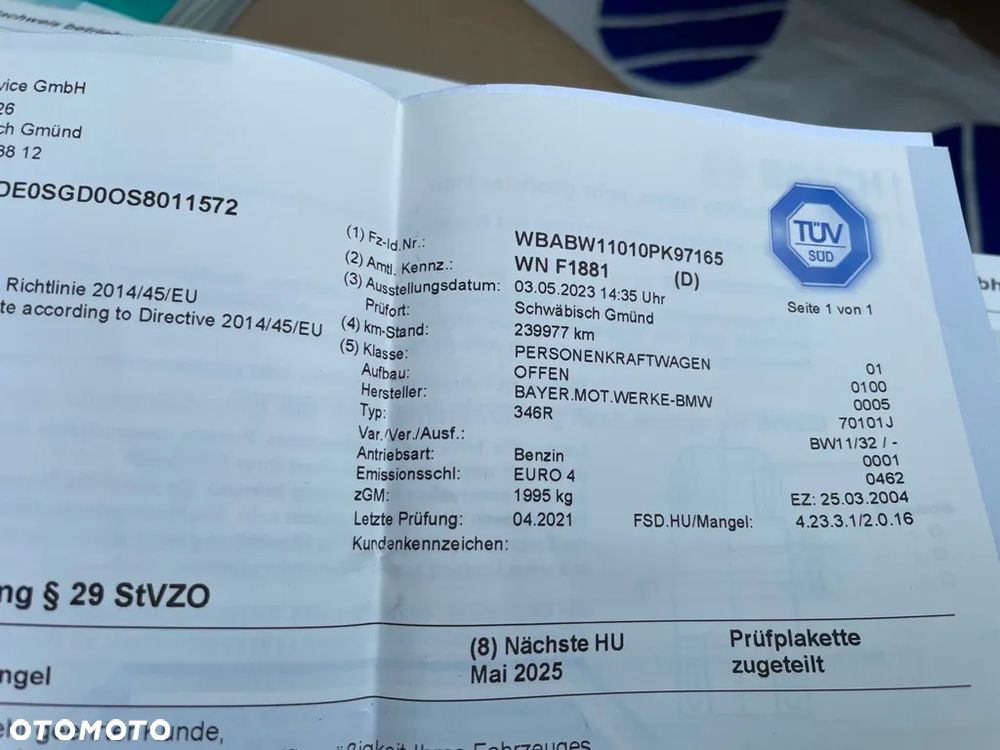 vice GmbH
26
ch Gmünd
38 12
DE0SGD0OS8011572
Richtlinie 2014/45/EU
te according to Directive 2014/45/EU
(1) Fz-Id.Nr.: WBABW11010PK97165
(2) Amtl. Kennz.: WN F1881 (D)
(3) Ausstellungsdatum: 03.05.2023 14:35 Uhr
Prüfort: Schwäbisch Gmünd
(4) km-Stand: 239977 km
(5) Klasse: PERSONENKRAFTWAGEN 01
Aufbau: OFFEN 0100
Hersteller: BAYER.MOT.WERKE-BMW 0005
Typ: 346R 70101J
Var./Ver./Ausf.: BW11/32 / -
Antriebsart: Benzin 0001
Emissionsschl: EURO 4 0462
zGM: 1995 kg EZ: 25.03.2004
Letzte Prüfung: 04.2021 FSD.HU/Mangel: 4.23.3.1/2.0.16
Kundenkennzeichen:
TÜV
SÜD
Seite 1 von 1
ng § 29 StVZO
(8) Nächste HU Prüfplakette
ngel Mai 2025 zugeteilt
Kunde,
Ihres Fahrzeuges
OTOMOTO